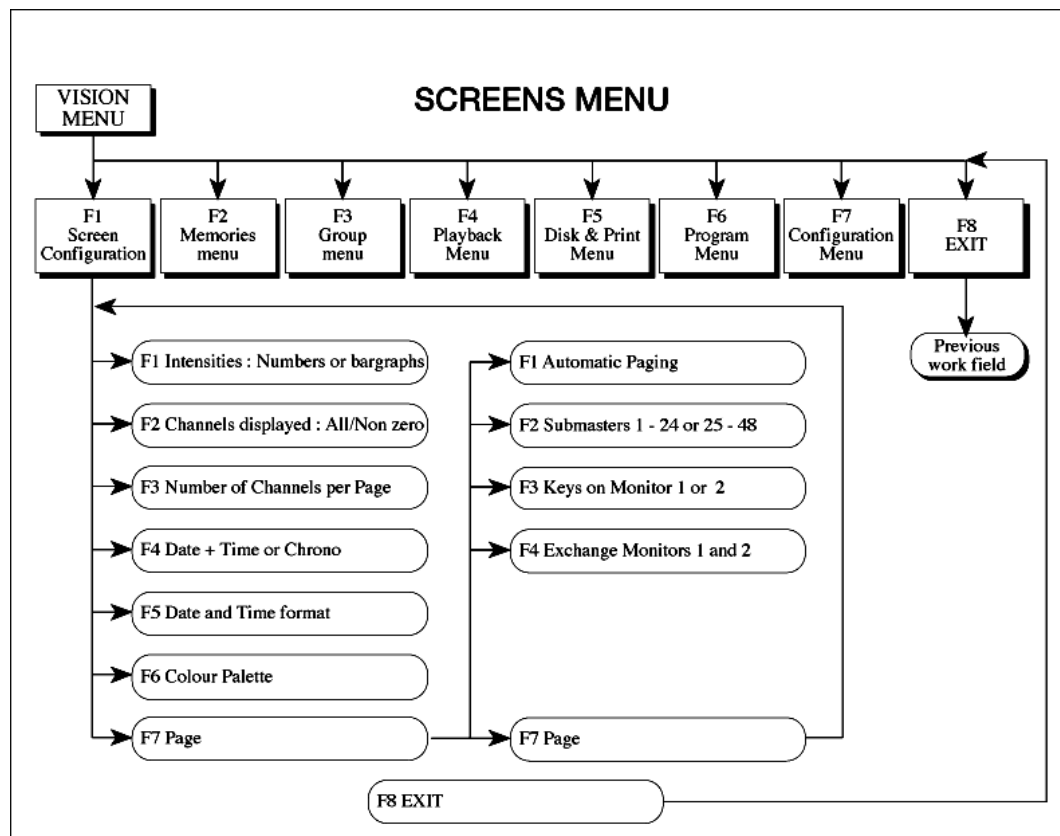 VISION
MENU
SCREENS MENU
F1
Screen
Configuration
F2
Memories
menu
F3
Group
menu
F4
Playback
Menu
F5
Disk & Print
Menu
F6
Program
Menu
F7
Configuration
Menu
F8
EXIT
Previous
work field
F1 Intensities : Numbers or bargraphs
F2 Channels displayed : All/Non zero
F3 Number of Channels per Page
F4 Date + Time or Chrono
F5 Date and Time format
F6 Colour Palette
F7 Page
F1 Automatic Paging
F2 Submasters 1 - 24 or 25 - 48
F3 Keys on Monitor 1 or 2
F4 Exchange Monitors 1 and 2
F7 Page
F8 EXIT